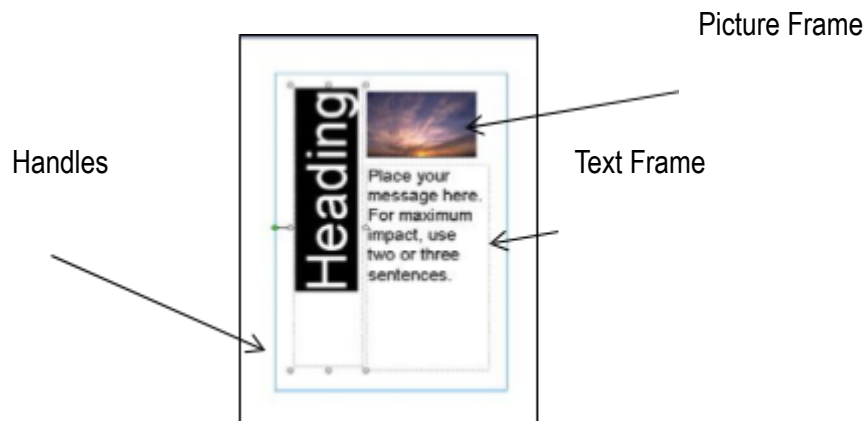 Picture Frame
Handles
Text Frame
Heading
Place your
message here.
For maximum
impact, use
two or three
sentences.